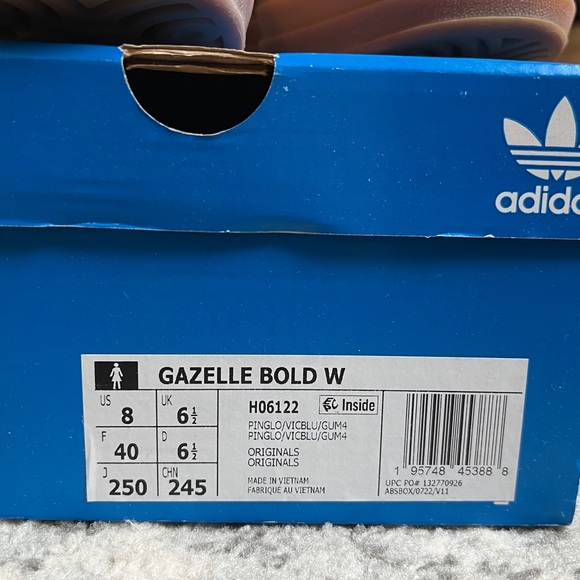 adidas
GAZELLE BOLD W
US 8 UK 6½
F 40 D 6½
J 250 CHN 245
H06122 Inside
PINGLO/VICBLU/GUM4
PINGLO/VICBLU/GUM4
ORIGINALS
ORIGINALS
MADE IN VIETNAM
FABRIQUÉ AU VIETNAM
1 95748 45388 8
UPC PO# 132770926
ABSBOX/0722/V11